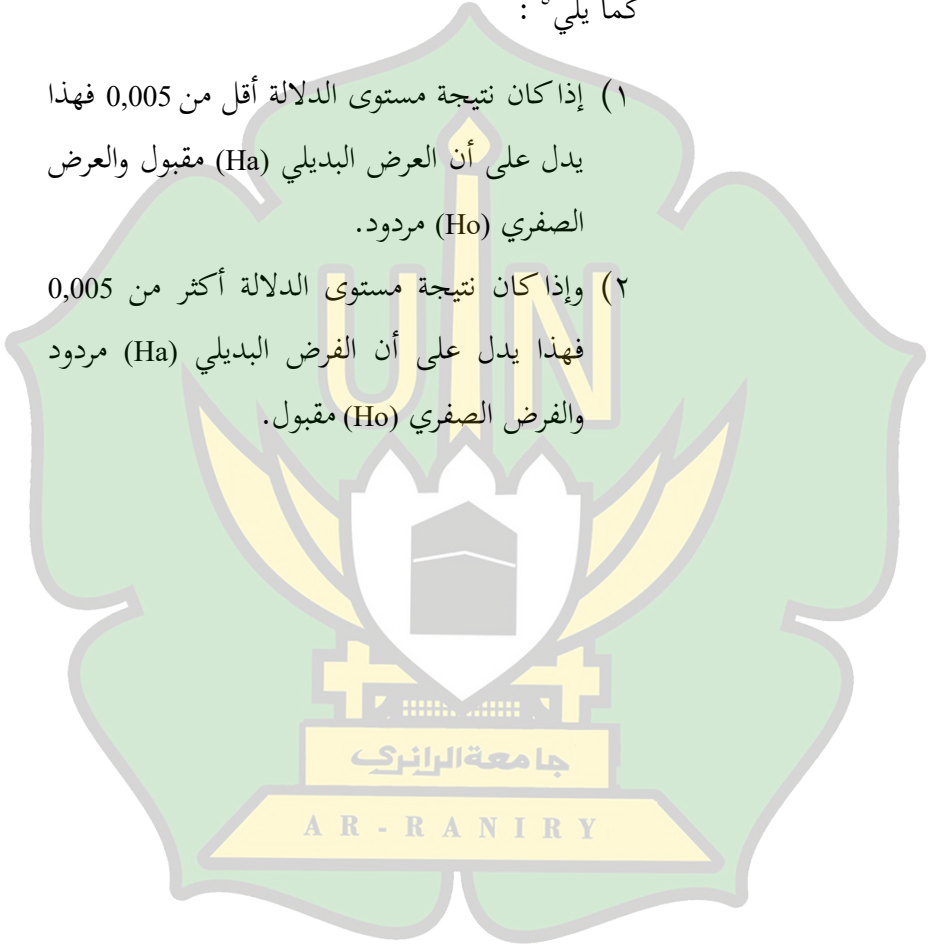 كما يلي٥ :
١) إذا كان نتيجة مستوى الدلالة أقل من 0,005 فهذا
يدل على أن العرض البديلي (Ha) مقبول والعرض
الصفري (Ho) مردود.
٢) وإذا كان نتيجة مستوى الدلالة أكثر من 0,005
فهذا يدل على أن الفرض البديلي (Ha) مردود
والفرض الصفري (Ho) مقبول.
UIN
جامعة الرانري
AR-RANIRY